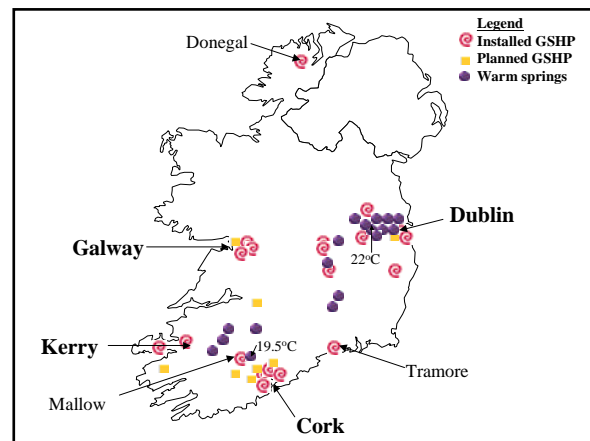 Legend
Donegal
Installed GSHP
Planned GSHP
Warm springs
Dublin
Galway
22°C
Kerry
19.5°C
Tramore
Mallow
Cork